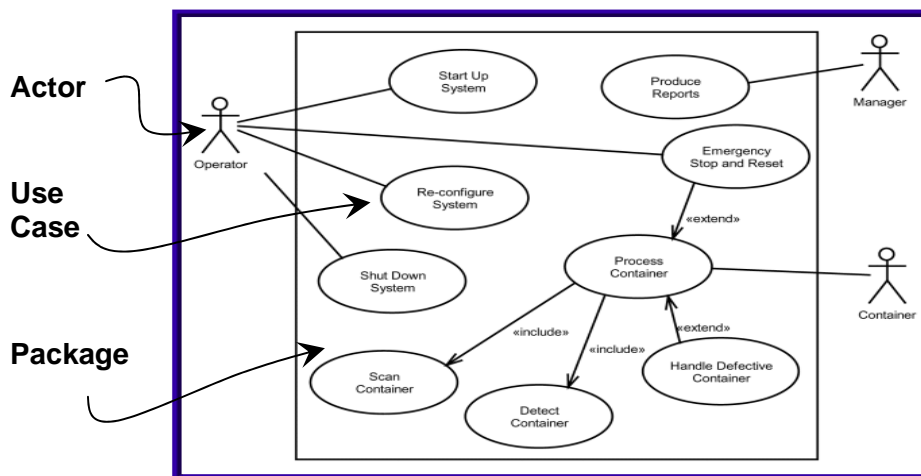 Actor
Use
Case
Package
Operator
Start Up
System
Produce
Reports
Manager
Emergency
Stop and Reset
Re-configure
System
«extend»
Process
Container
Container
Shut Down
System
«include»
«include»
«extend»
Scan
Container
Detect
Container
Handle Defective
Container